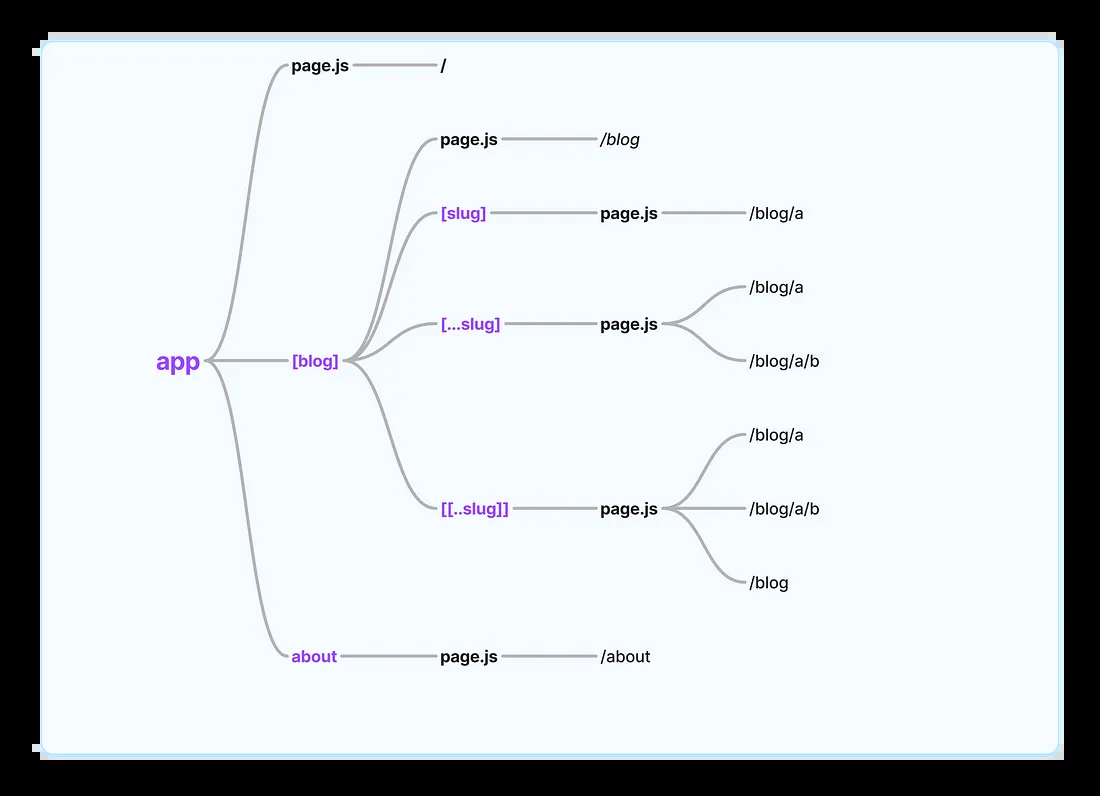 page.js
/
page.js
/blog
[slug]
page.js
/blog/a
/blog/a
[...slug]
page.js
app
[blog]
/blog/a/b
/blog/a
[[..slug]]
page.js
/blog/a/b
/blog
about
page.js
/about